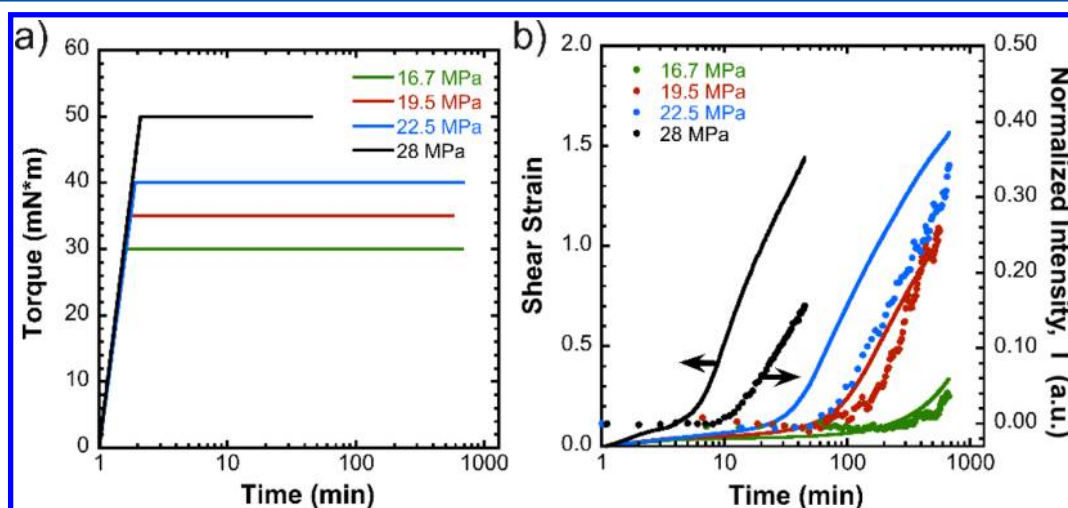 a)
60
50
40
30
20
10
0
Torque (mN*m)
16.7 MPa
19.5 MPa
22.5 MPa
28 MPa
1
10
100
1000
Time (min)
b)
2.0
1.5
1.0
0.5
0.0
Shear Strain
16.7 MPa
19.5 MPa
22.5 MPa
28 MPa
0.50
0.40
0.30
0.20
0.10
0.00
Normalized Intensity, I (a.u.)
1
10
100
1000
Time (min)